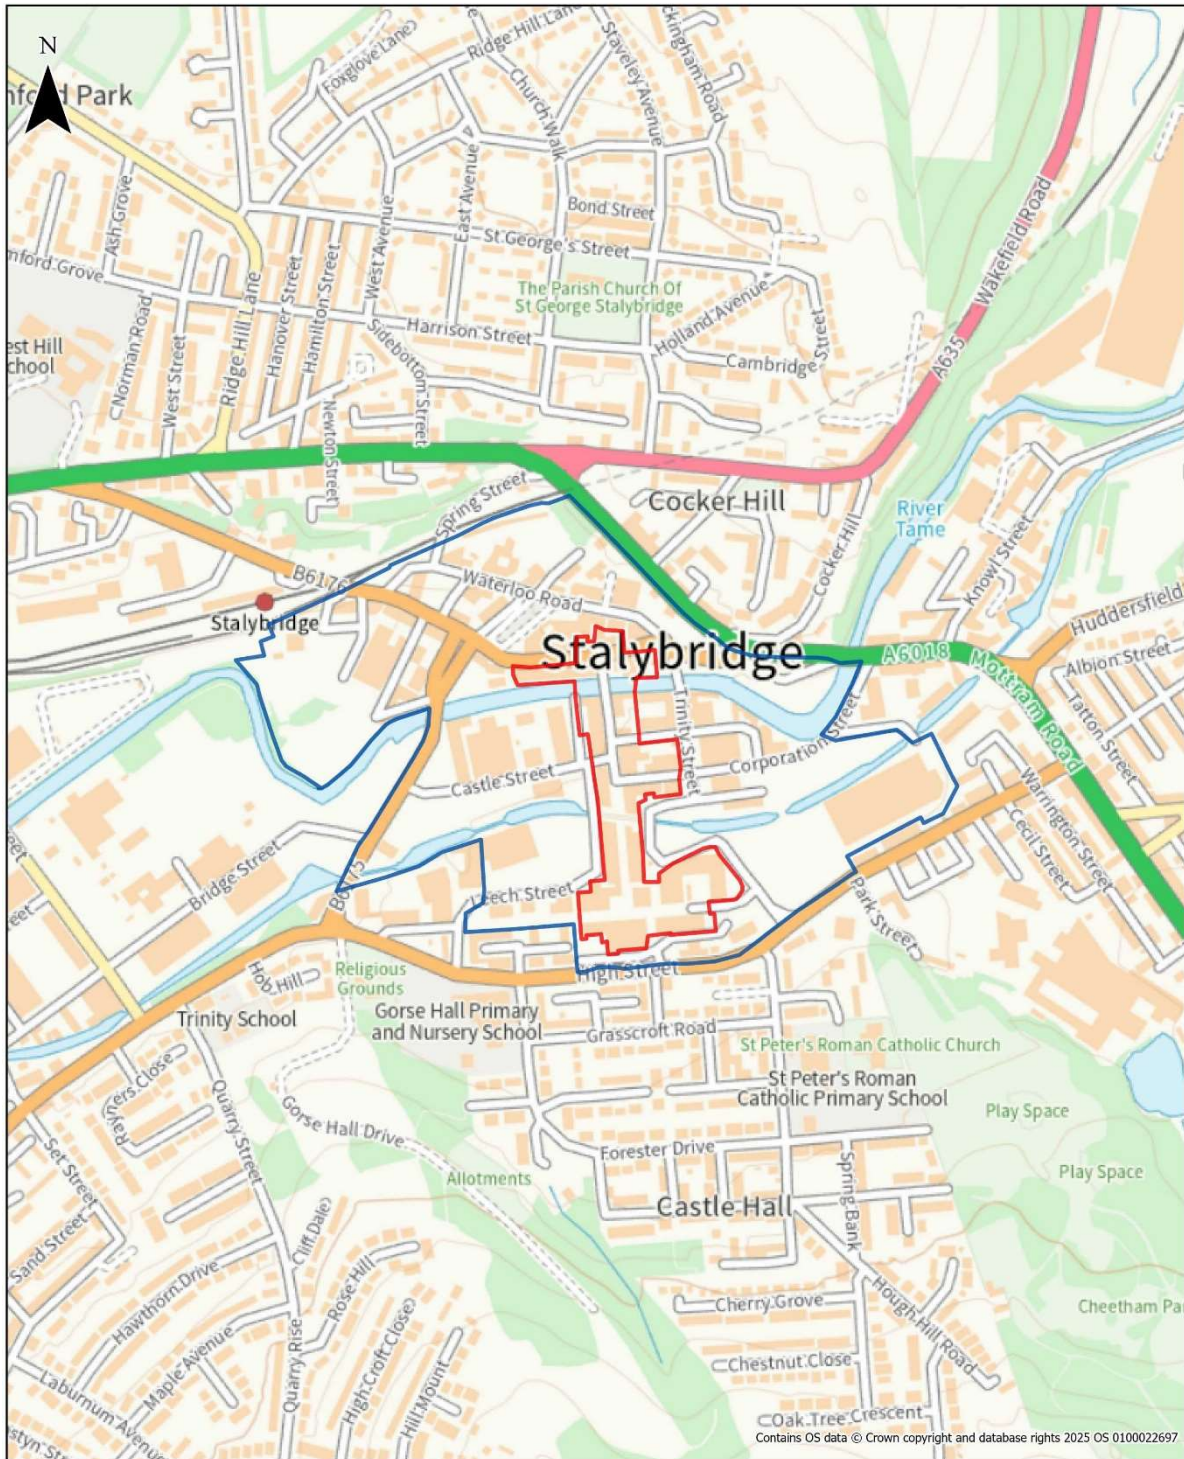 N
Foxglove Lane
Ridge Hill Lane
Church Walk
Staveley Avenue
Park
Ash Grove
East Avenue
Bond Street
West Avenue
St George's Street
Hanover Street
Hamilton Street
Ridge Hill Lane
The Parish Church Of
St George Stalybridge
Holland Avenue
Wakefield Road
Norman Road
West Street
Sidebottom Street
Harrison Street
Cambridge Street
A635
Newton Street
Spring Street
Cocker Hill
River
Tame
Cocker Hill
Knowl Street
B6176
Waterloo Road
Stalybridge
Stalybridge
A6018
Mottram Road
Huddersfield
Albion Street
Tatton Street
Trinity Street
Corporation Street
Castle Street
Warrington Street
Cecil Street
Bridge Street
B6175
Leech Street
Park Street
High Street
Hob Hill
Religious
Grounds
Trinity School
Gorse Hall Primary
and Nursery School
Grasscroft Road
St Peter's Roman Catholic Church
St Peter's Roman
Catholic Primary School
Rayners Close
Quarry Street
Gorse Hall Drive
Play Space
Set Street
Forester Drive
Spring Bank
Play Space
Allotments
Castle Hall
Sand Street
Cliff Dale
Hawthorn Drive
Rose Hill
Hough Hill Road
Cherry Grove
Maple Avenue
Quarry Rise
High Croft Close
Hill Mount
Chestnut Close
Laburnum Avenue
Oak Tree Crescent
Contains OS data © Crown copyright and database rights 2025 OS 0100022697